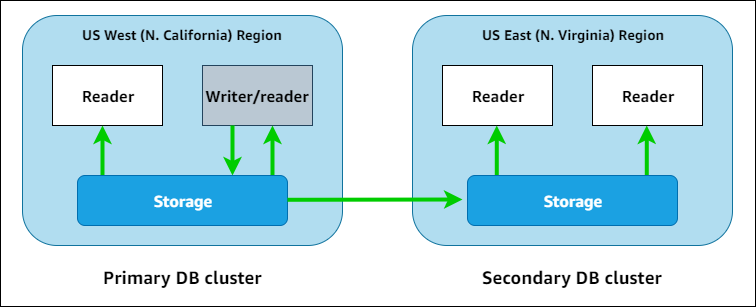 US West (N. California) Region
US East (N. Virginia) Region
Reader
Writer/reader
Reader
Reader
Storage
Storage
Primary DB cluster
Secondary DB cluster